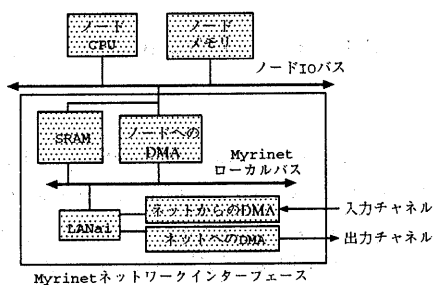 ノード
CPU
ノード
メモリ
ノードIOバス
SRAM
ノードへの
DMA
Myrinet
ローカルバス
LANai
ネットからのDMA
入力チャネル
ネットへのDMA
出力チャネル
Myrinetネットワークインターフェース